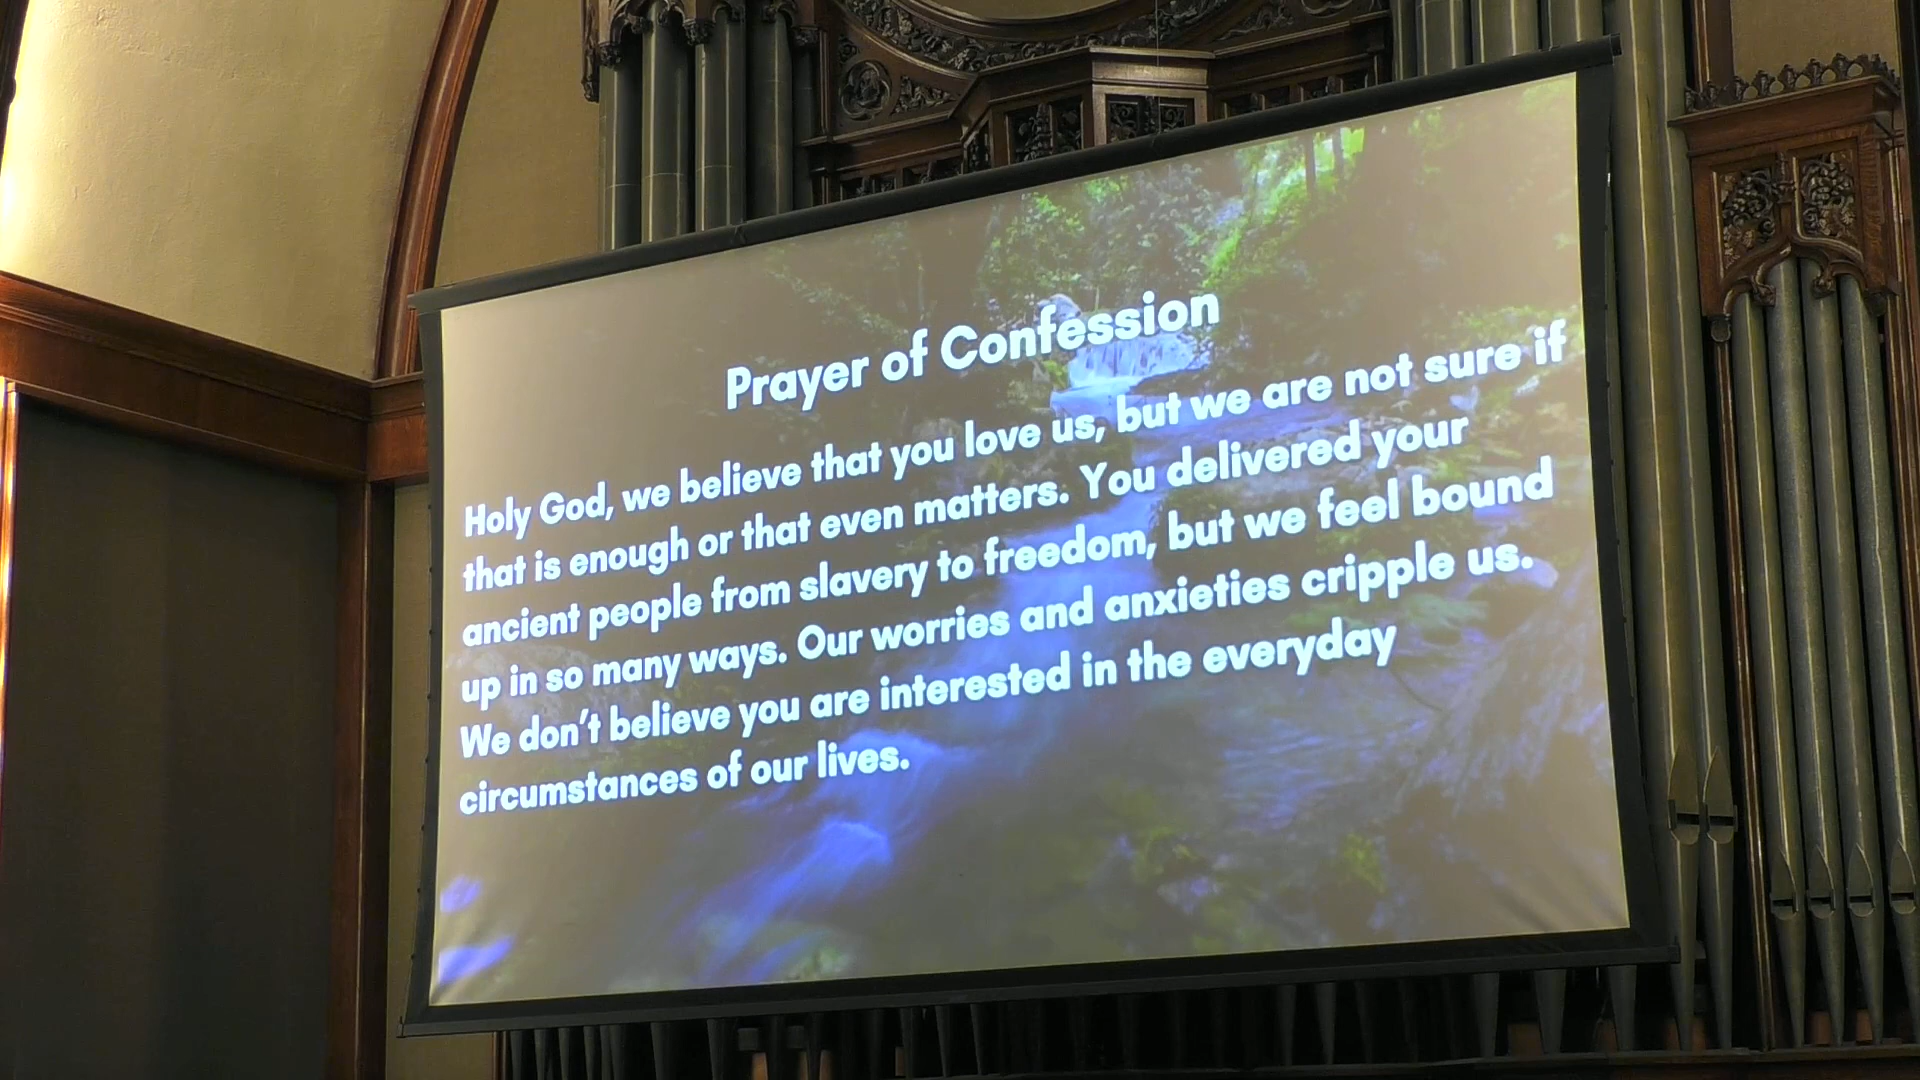 Prayer of Confession
Holy God, we believe that you love us, but we are not sure if
that is enough or that even matters. You delivered your
ancient people from slavery to freedom, but we feel bound
up in so many ways. Our worries and anxieties cripple us.
We don't believe you are interested in the everyday
circumstances of our lives.